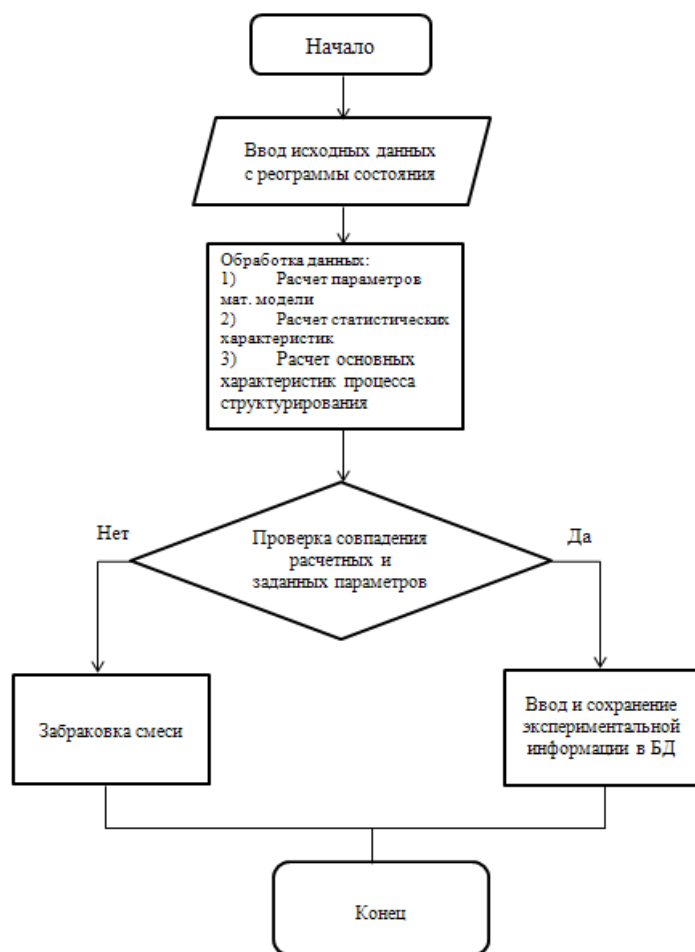 Начало
Ввод исходных данных
с реограммы состояния
Обработка данных:
1) Расчет параметров
мат. модели
2) Расчет статистических
характеристик
3) Расчет основных
характеристик процесса
структурирования
Нет
Проверка совпадения
расчетных и
заданных параметров
Да
Забраковка смеси
Ввод и сохранение
экспериментальной
информации в БД
Конец